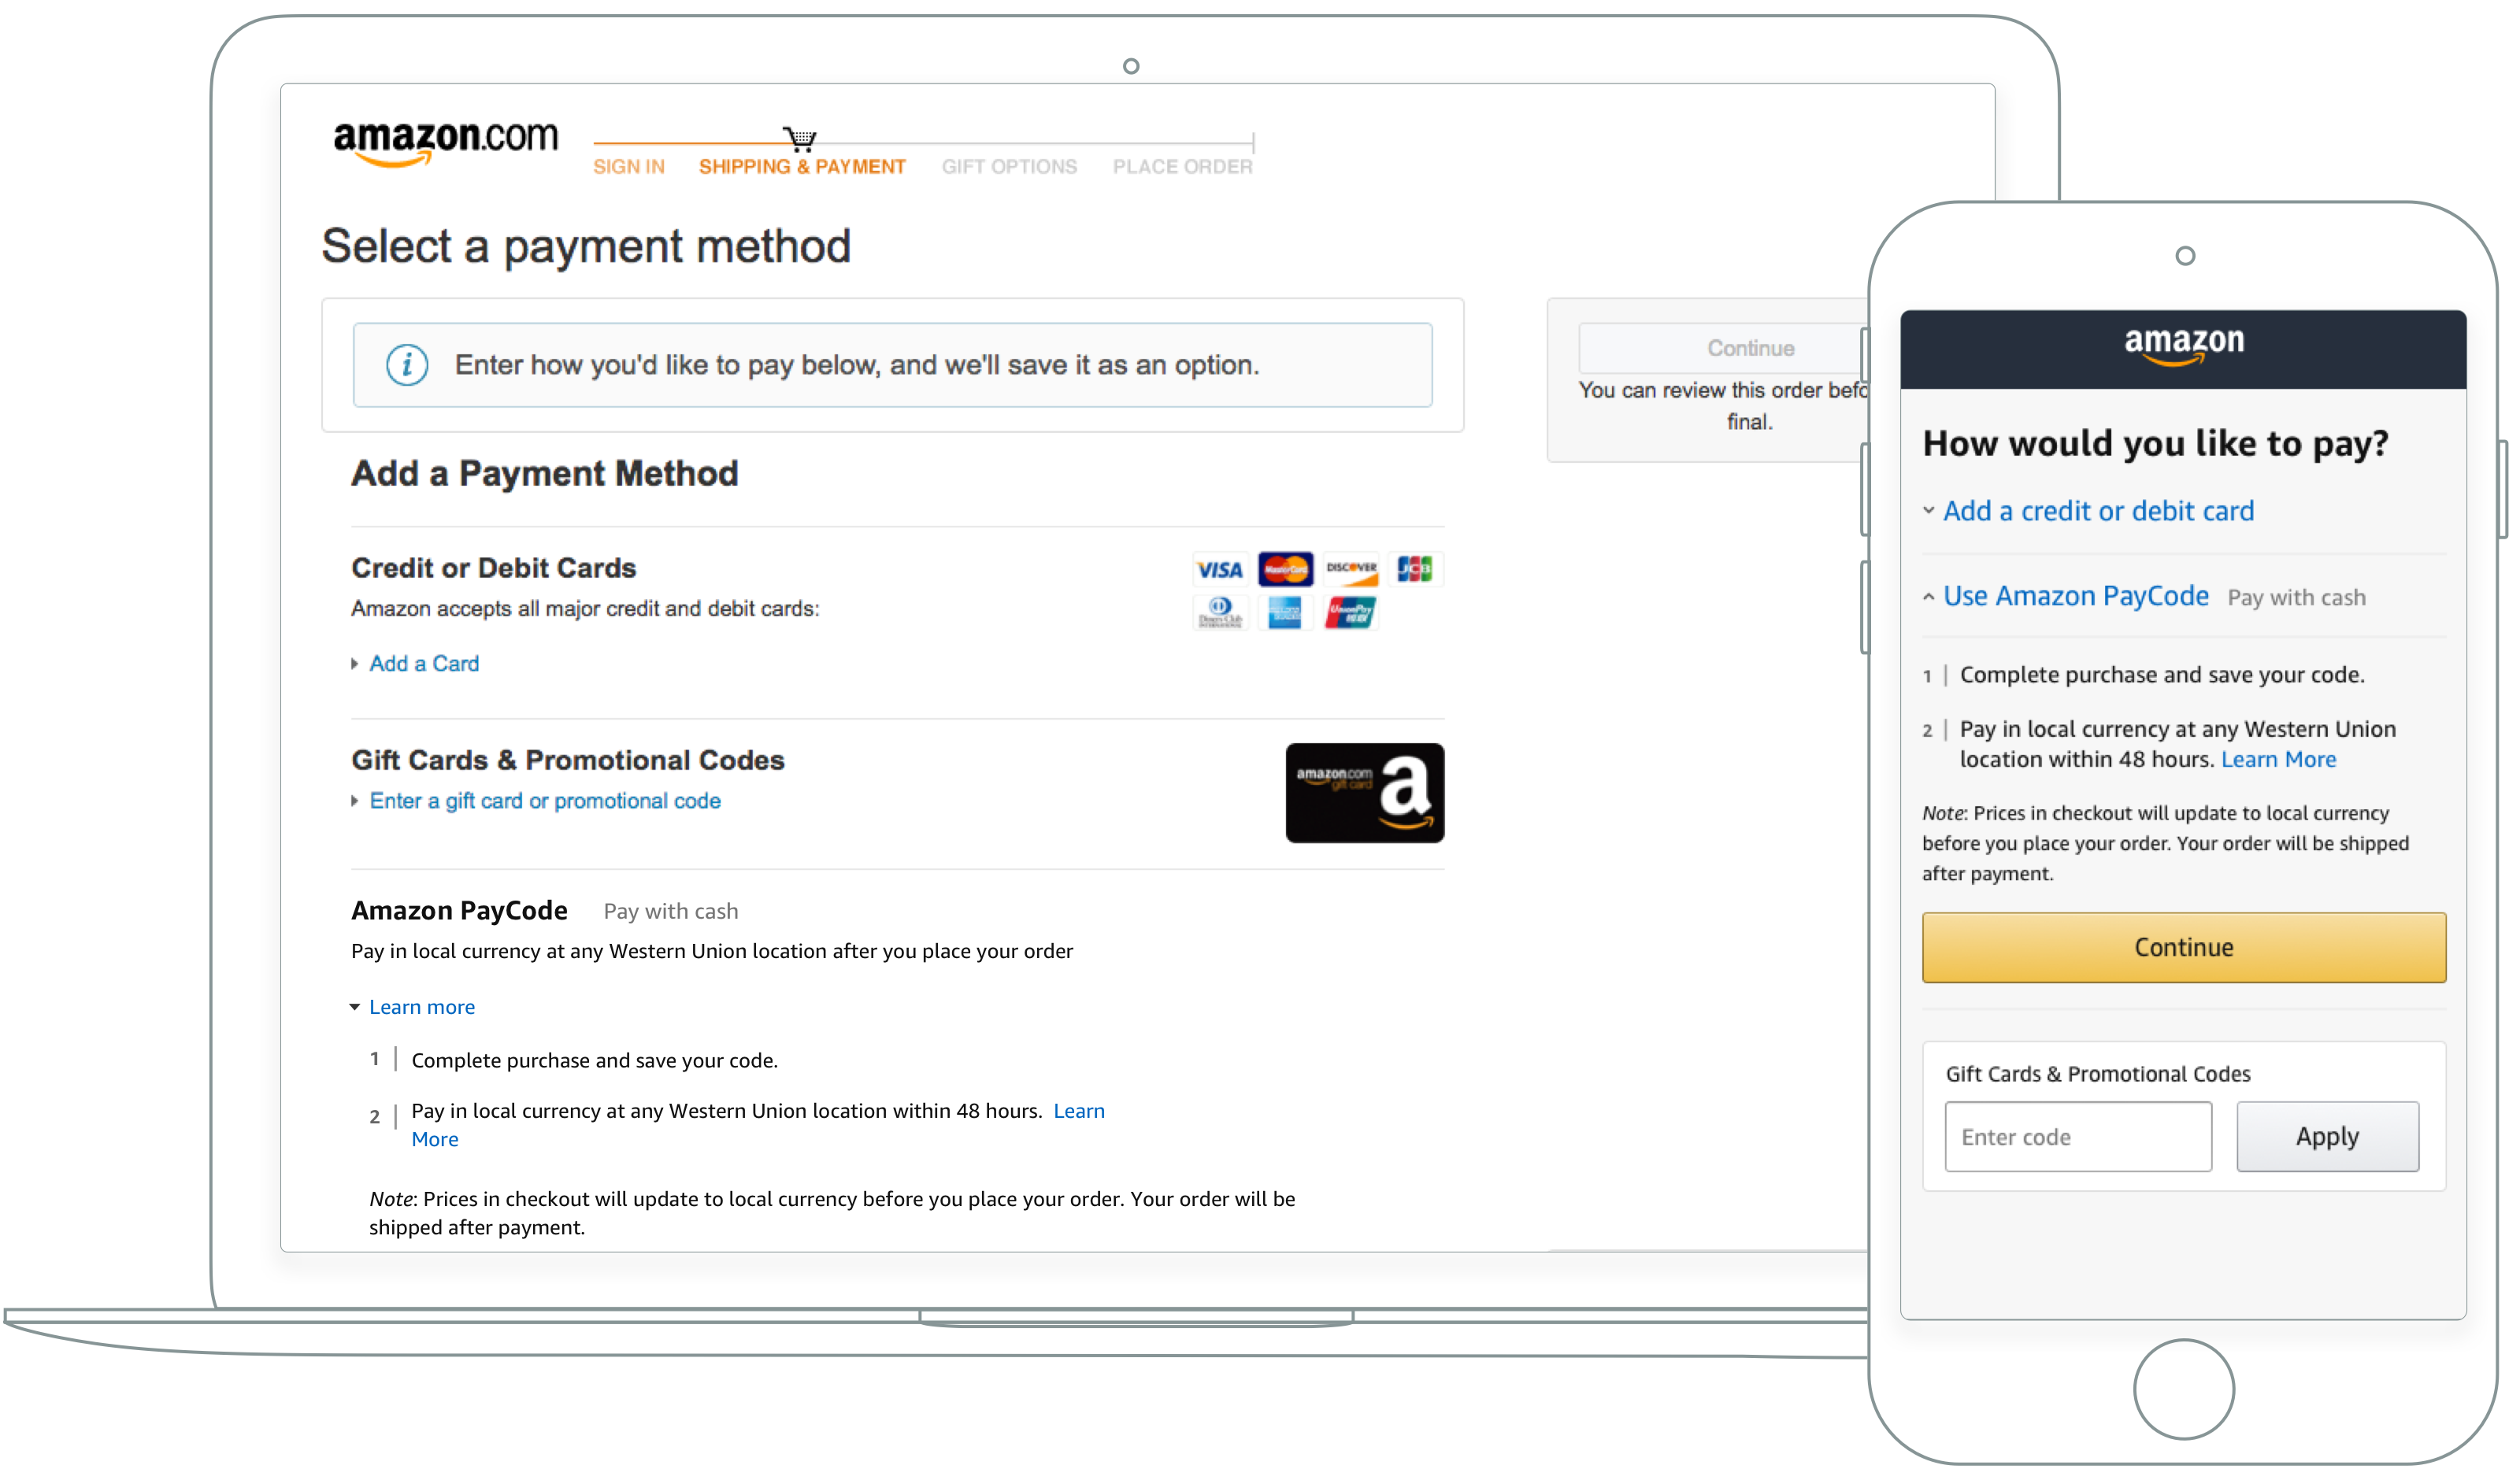 amazon.com
SIGN IN SHIPPING & PAYMENT GIFT OPTIONS PLACE ORDER
Select a payment method
Enter how you'd like to pay below, and we'll save it as an option.
Continue
You can review this order befo
final.
Add a Payment Method
Credit or Debit Cards
Amazon accepts all major credit and debit cards:
VISA MasterCard DISCOVER JCB
Diners Club INTERNATIONAL AMERICAN EXPRESS UnionPay 银联
Add a Card
Gift Cards & Promotional Codes
Enter a gift card or promotional code
amazon.com a
gift card
Amazon PayCode Pay with cash
Pay in local currency at any Western Union location after you place your order
Learn more
1 Complete purchase and save your code.
2 Pay in local currency at any Western Union location within 48 hours. Learn
More
Note: Prices in checkout will update to local currency before you place your order. Your order will be
shipped after payment.
amazon
How would you like to pay?
Add a credit or debit card
Use Amazon PayCode Pay with cash
1 Complete purchase and save your code.
2 Pay in local currency at any Western Union
location within 48 hours. Learn More
Note: Prices in checkout will update to local currency
before you place your order. Your order will be shipped
after payment.
Continue
Gift Cards & Promotional Codes
Enter code Apply